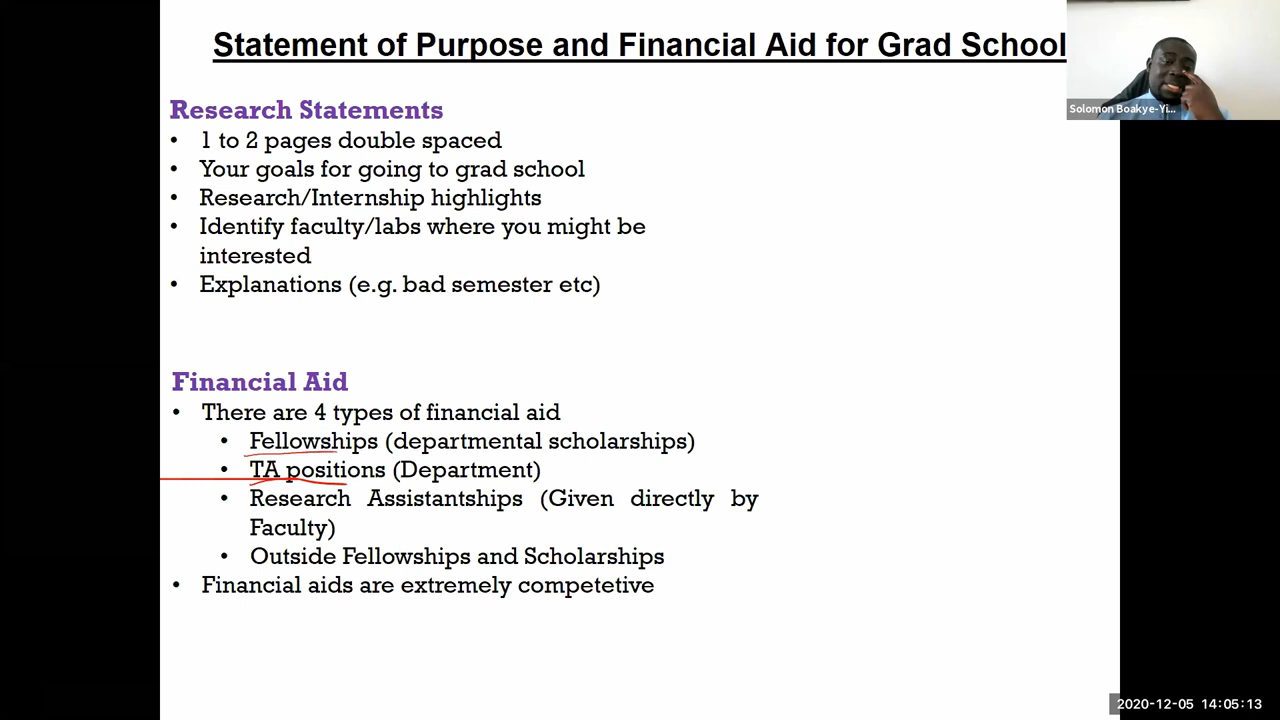 Statement of Purpose and Financial Aid for Grad School
Solomon Boakye-Yi...
Research Statements
• 1 to 2 pages double spaced
• Your goals for going to grad school
• Research/Internship highlights
• Identify faculty/labs where you might be
interested
• Explanations (e.g. bad semester etc)
Financial Aid
• There are 4 types of financial aid
• Fellowships (departmental scholarships)
• TA positions (Department)
• Research Assistantships (Given directly by
Faculty)
• Outside Fellowships and Scholarships
• Financial aids are extremely competetive
2020-12-05 14:05:13